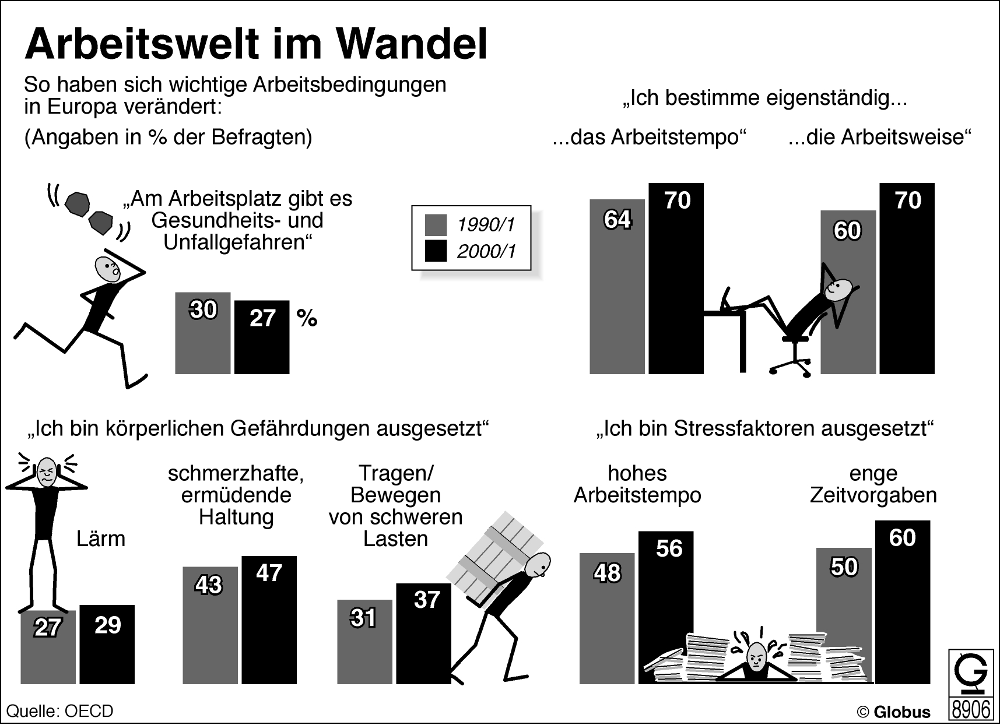 Arbeitswelt im Wandel
So haben sich wichtige Arbeitsbedingungen
in Europa verändert:
(Angaben in % der Befragten)
„Ich bestimme eigenständig...
...das Arbeitstempo“
...die Arbeitsweise“
„Am Arbeitsplatz gibt es
Gesundheits- und
Unfallgefahren“
1990/1
2000/1
30
27
%
64
70
60
70
„Ich bin körperlichen Gefährdungen ausgesetzt“
Lärm
27
29
schmerzhafte,
ermüdende
Haltung
43
47
Tragen/
Bewegen
von schweren
Lasten
31
37
„Ich bin Stressfaktoren ausgesetzt“
hohes
Arbeitstempo
48
56
enge
Zeitvorgaben
50
60
Quelle: OECD
© Globus
G
8906